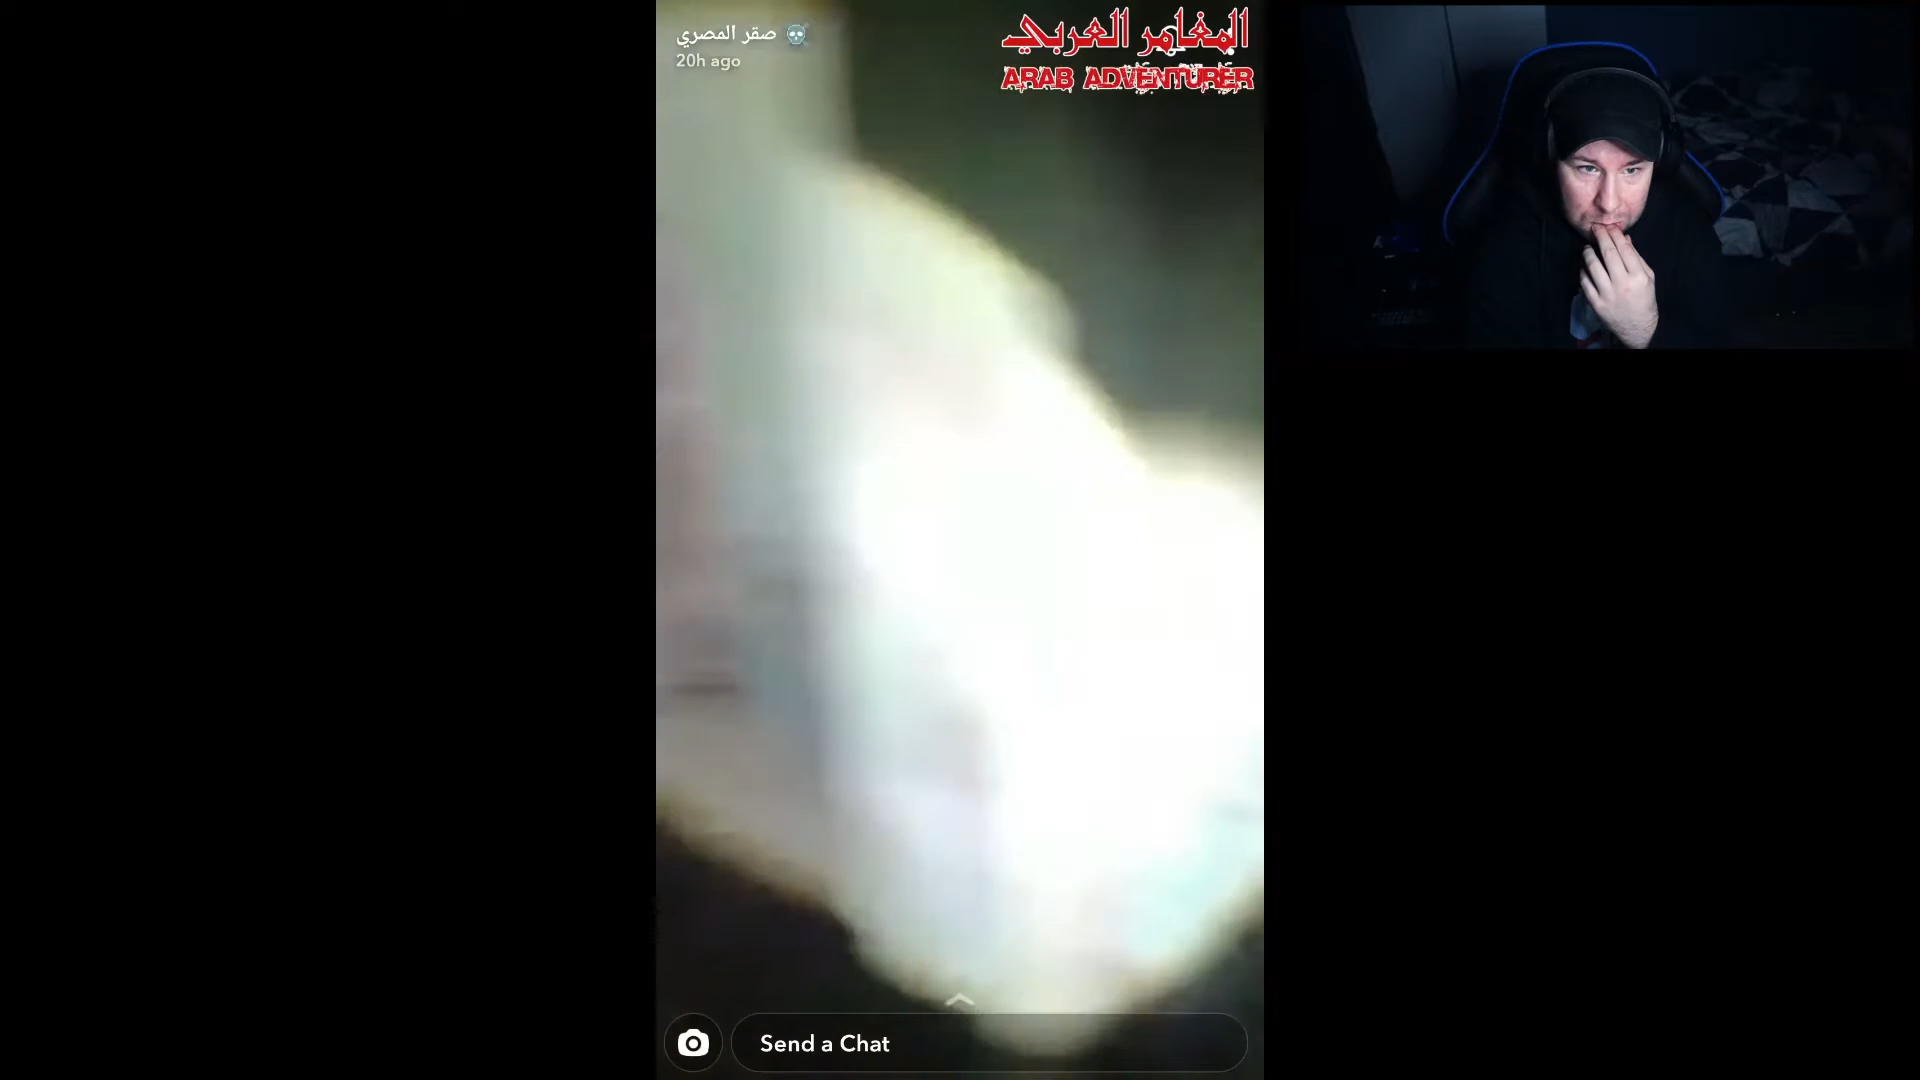 صقر المصري ☠️
20h ago
المغامر العربي
ARAB ADVENTURER
Send a Chat